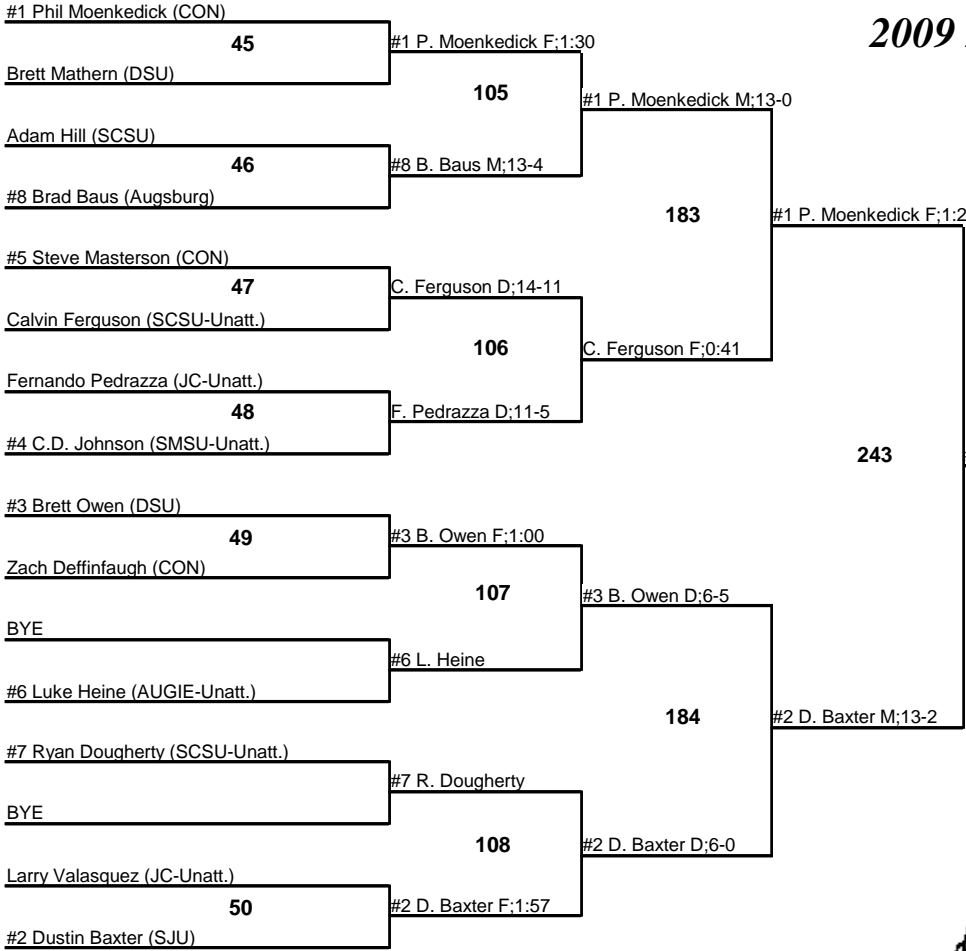 #1 Phil Moenkedick (CON)
2009
45
#1 P. Moenkedick F;1:30
Brett Mathern (DSU)
105
#1 P. Moenkedick M;13-0
Adam Hill (SCSU)
46
#8 B. Baus M;13-4
#8 Brad Baus (Augsburg)
183
#1 P. Moenkedick F;1:2
#5 Steve Masterson (CON)
47
C. Ferguson D;14-11
Calvin Ferguson (SCSU-Unatt.)
106
C. Ferguson F;0:41
Fernando Pedrazza (JC-Unatt.)
48
F. Pedrazza D;11-5
#4 C.D. Johnson (SMSU-Unatt.)
243
#3 Brett Owen (DSU)
49
#3 B. Owen F;1:00
Zach Deffinfaugh (CON)
107
#3 B. Owen D;6-5
BYE
#6 L. Heine
#6 Luke Heine (AUGIE-Unatt.)
184
#2 D. Baxter M;13-2
#7 Ryan Dougherty (SCSU-Unatt.)
#7 R. Dougherty
BYE
108
#2 D. Baxter D;6-0
Larry Valasquez (JC-Unatt.)
50
#2 D. Baxter F;1:57
#2 Dustin Baxter (SJU)